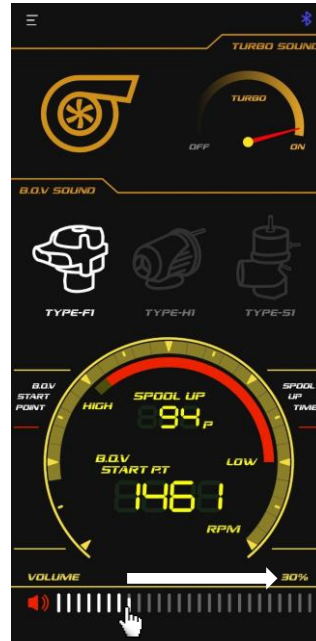 TURBO SOUND
TURBO
OFF
ON
B.O.V SOUND
TYPE-F1
TYPE-H1
TYPE-S1
B.O.V
START
POINT
SPOOL
UP
TIME
HIGH
SPOOL UP
94P
LOW
B.O.V
START P.T
1461
RPM
VOLUME
30%